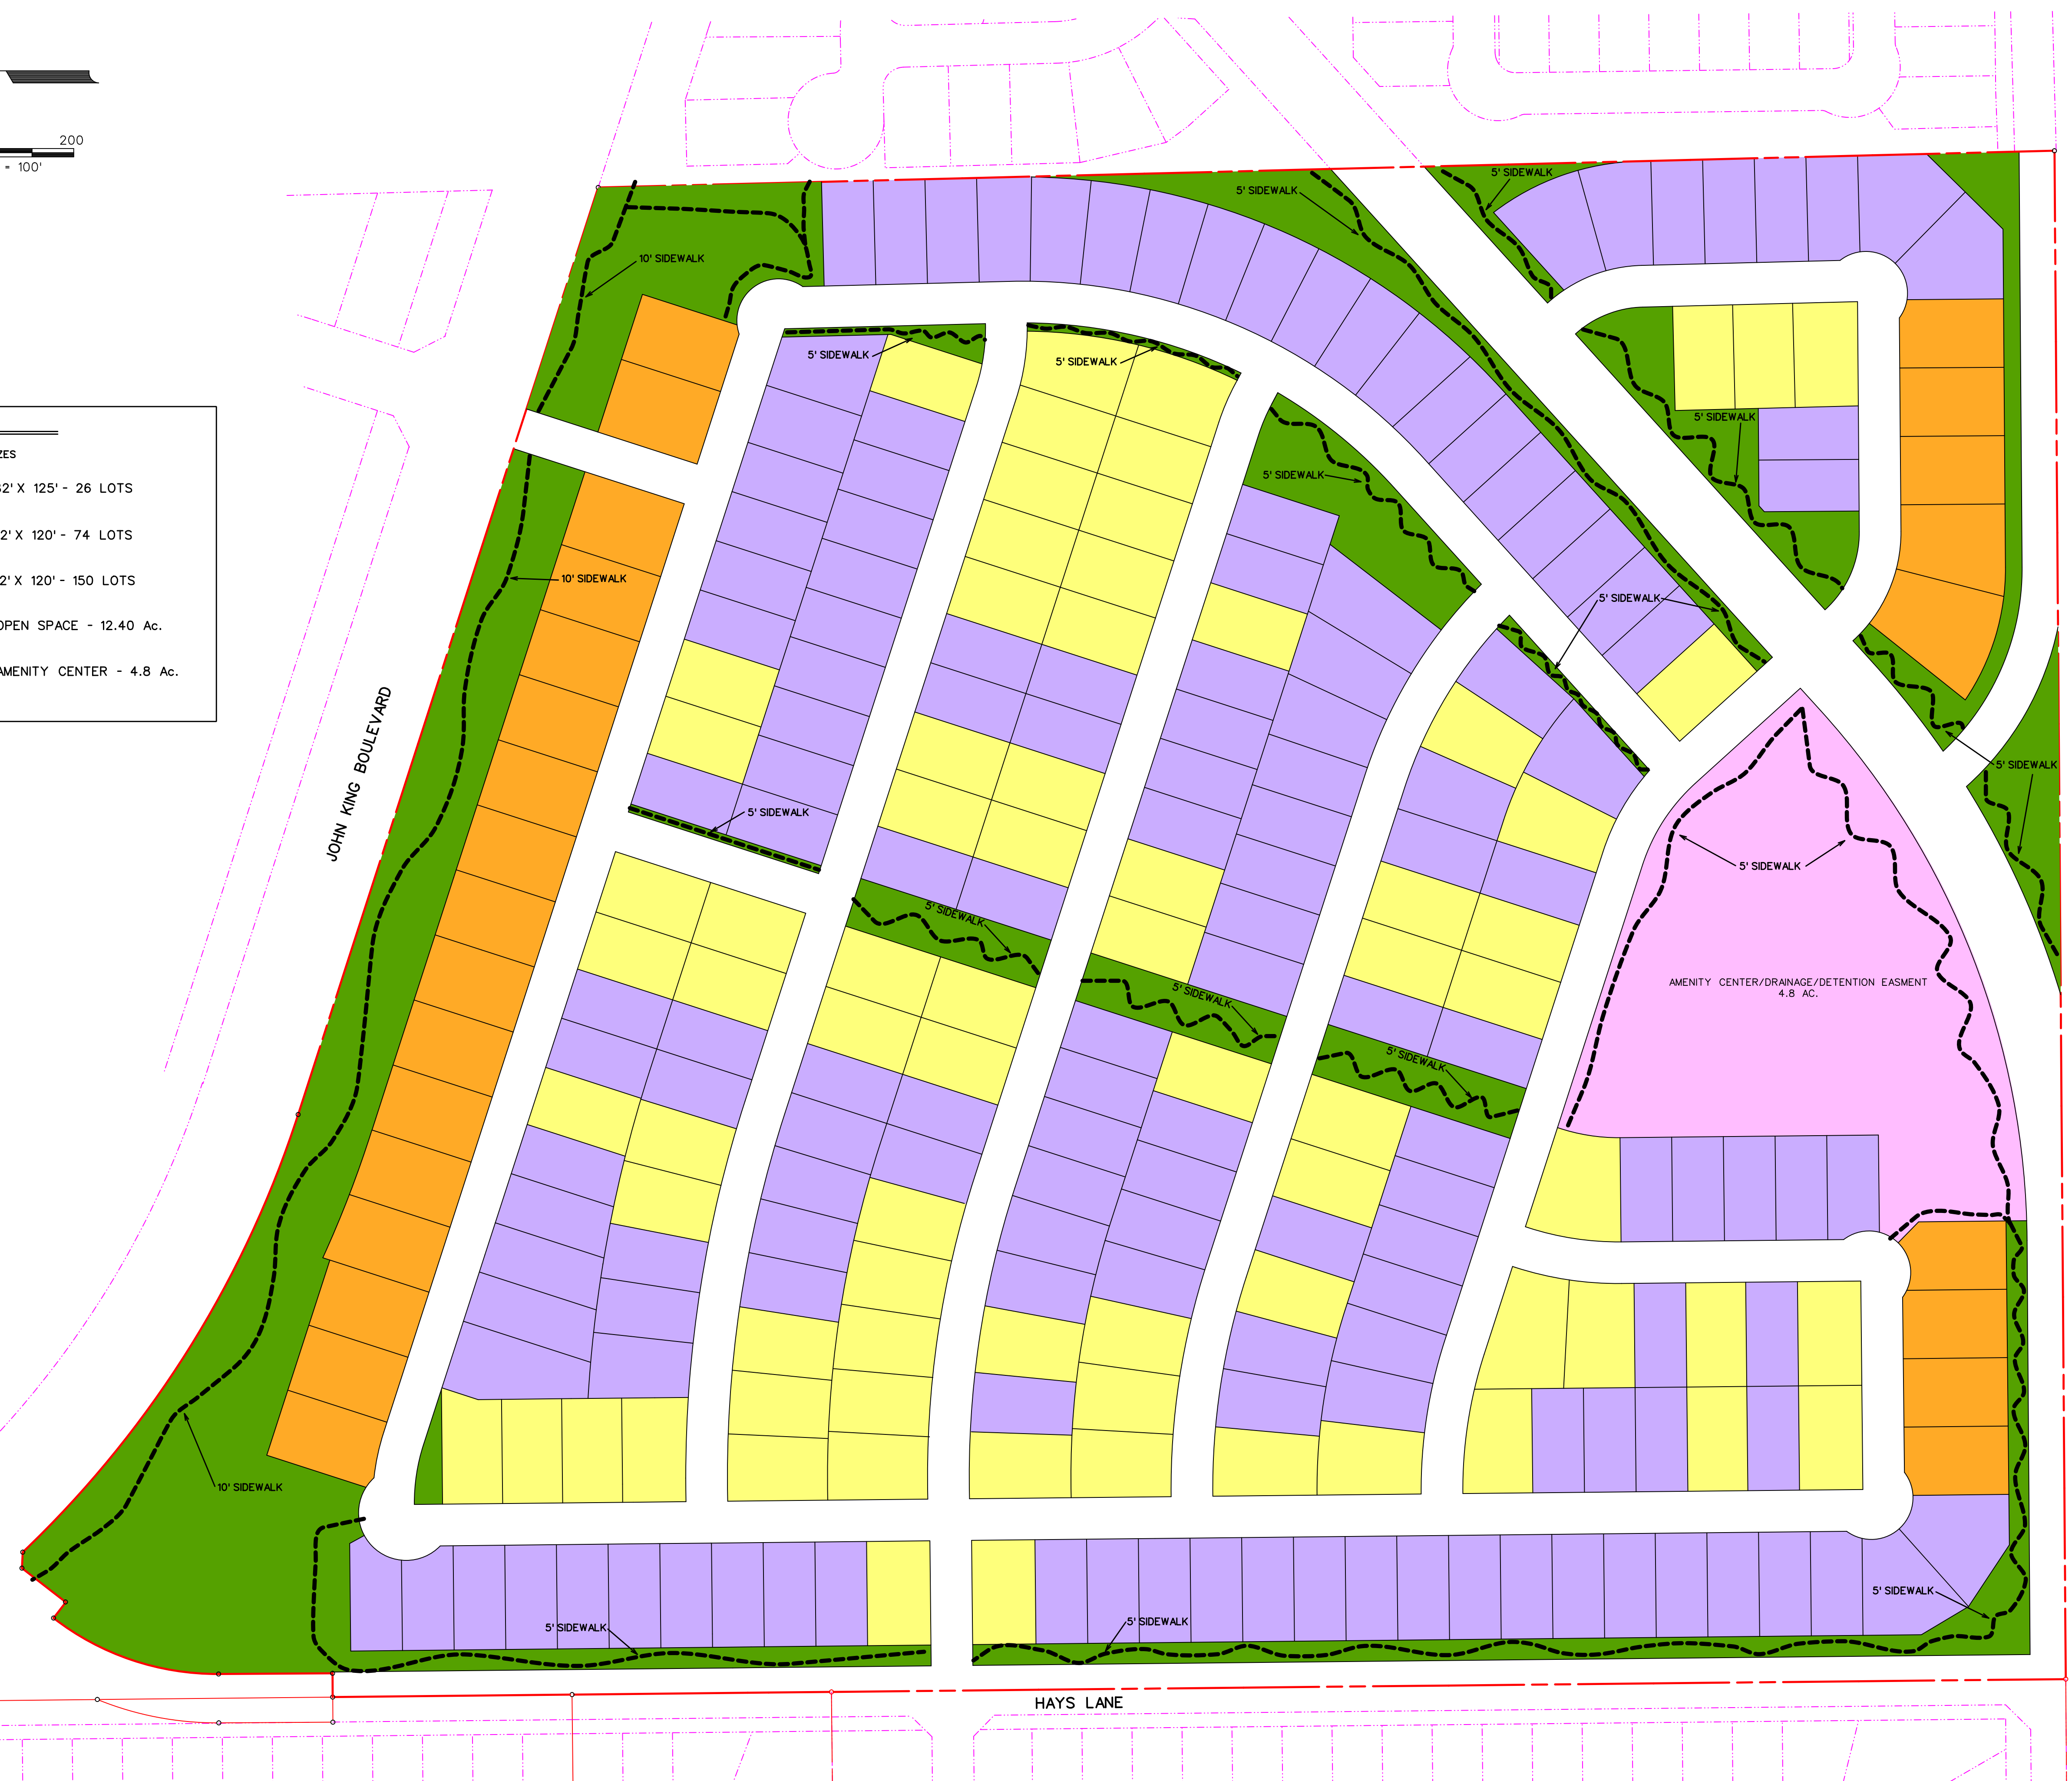 200
= 100'
ZES
32' X 125' - 26 LOTS
2' X 120' - 74 LOTS
2' X 120' - 150 LOTS
OPEN SPACE - 12.40 Ac.
AMENITY CENTER - 4.8 Ac.
JOHN KING BOULEVARD
10' SIDEWALK
5' SIDEWALK
5' SIDEWALK
5' SIDEWALK
5' SIDEWALK
5' SIDEWALK
5' SIDEWALK
10' SIDEWALK
5' SIDEWALK
5' SIDEWALK
5' SIDEWALK
5' SIDEWALK
5' SIDEWALK
5' SIDEWALK
AMENITY CENTER/DRAINAGE/DETENTION EASMENT
4.8 AC.
5' SIDEWALK
5' SIDEWALK
10' SIDEWALK
5' SIDEWALK
5' SIDEWALK
5' SIDEWALK
HAYS LANE